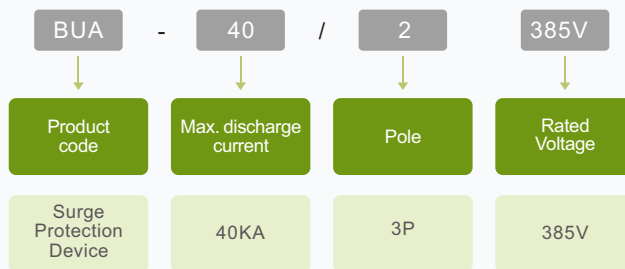 BUA - 40 / 2 385V
Product code
Max. discharge current
Pole
Rated Voltage
Surge Protection Device
40KA
3P
385V